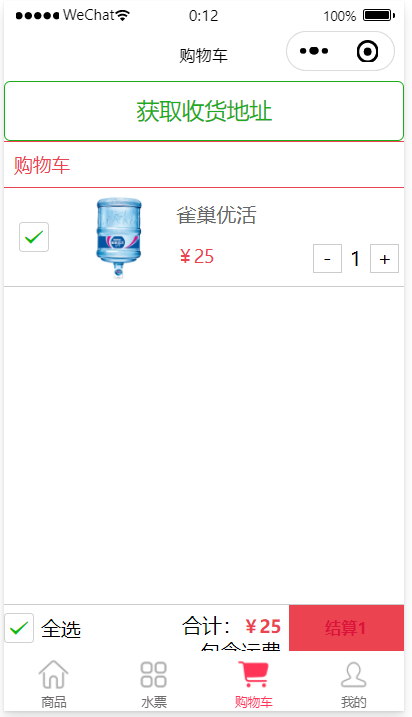 WeChat 0:12 100%
购物车
获取收货地址
购物车
雀巢优活
￥25
- 1 +
全选 合计：￥25 结算1
包含运费
商品 水票 购物车 我的